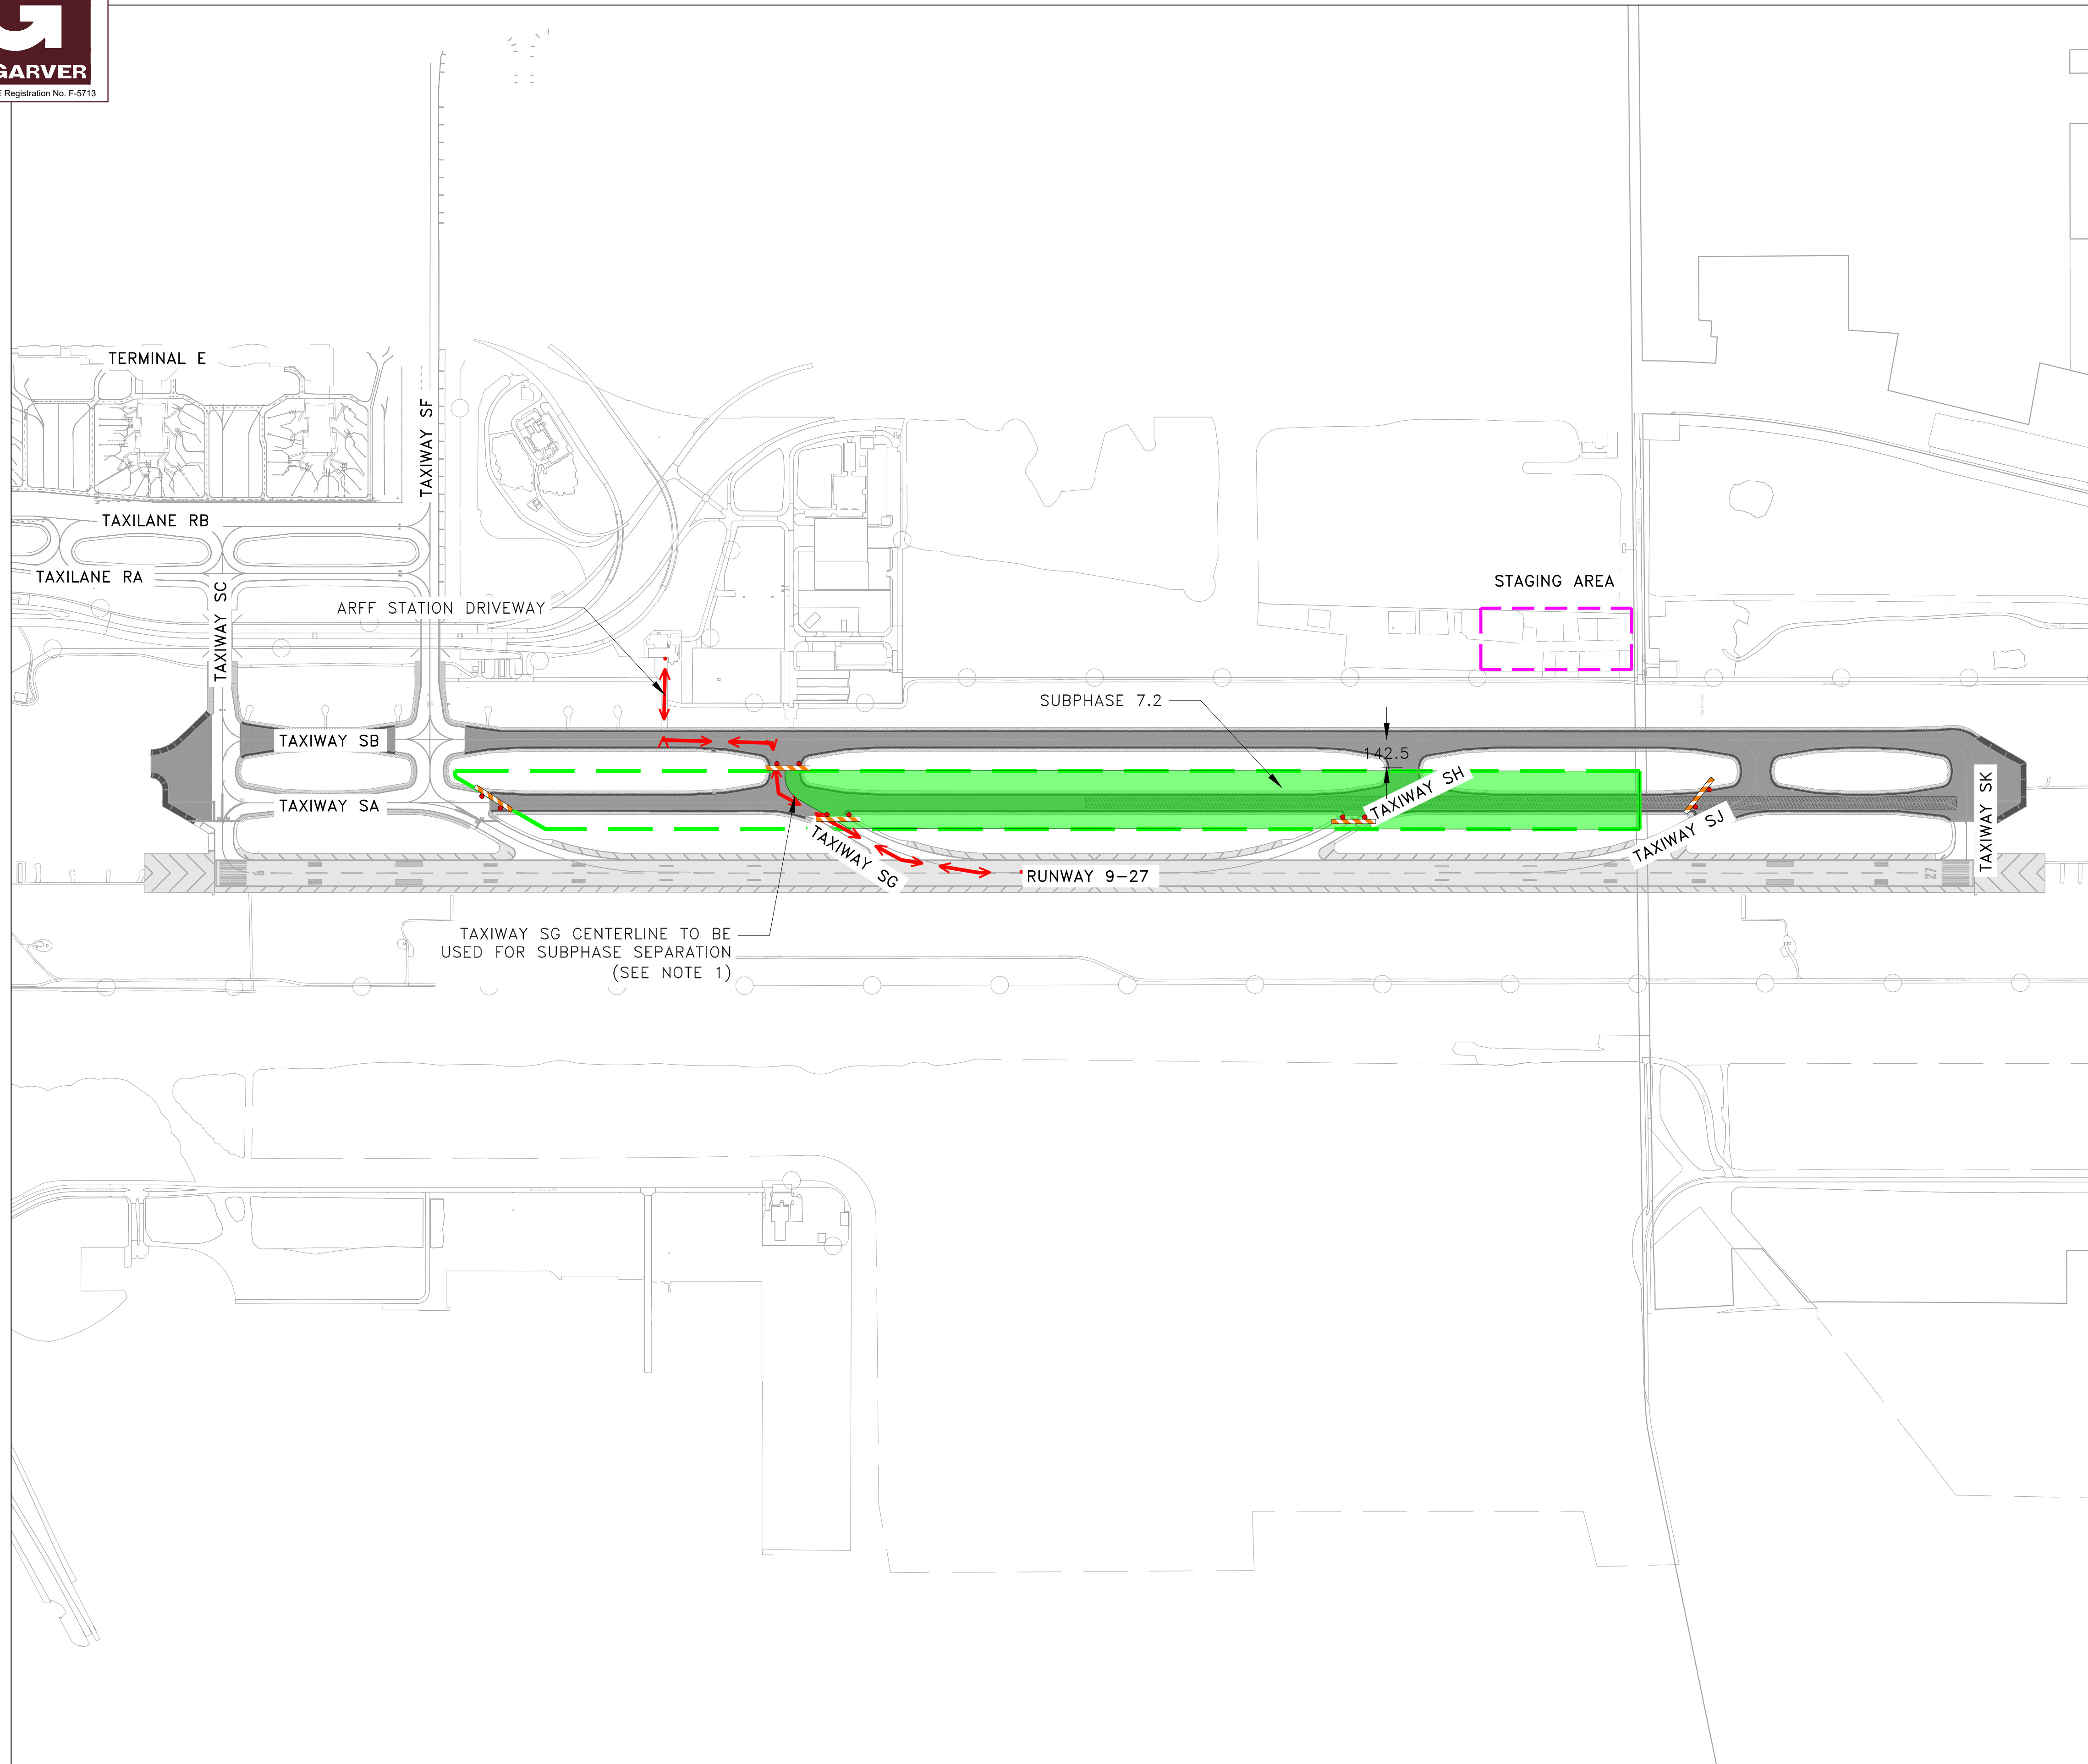 GARVER
E Registration No. F-5713
TERMINAL E
TAXIWAY SF
TAXILANE RB
TAXILANE RA
TAXIWAY SC
STAGING AREA
ARFF STATION DRIVEWAY
SUBPHASE 7.2
TAXIWAY SB
142.5
TAXIWAY SH
TAXIWAY SA
TAXIWAY SJ
TAXIWAY SK
TAXIWAY SG
RUNWAY 9-27
27
TAXIWAY SG CENTERLINE TO BE
USED FOR SUBPHASE SEPARATION
(SEE NOTE 1)